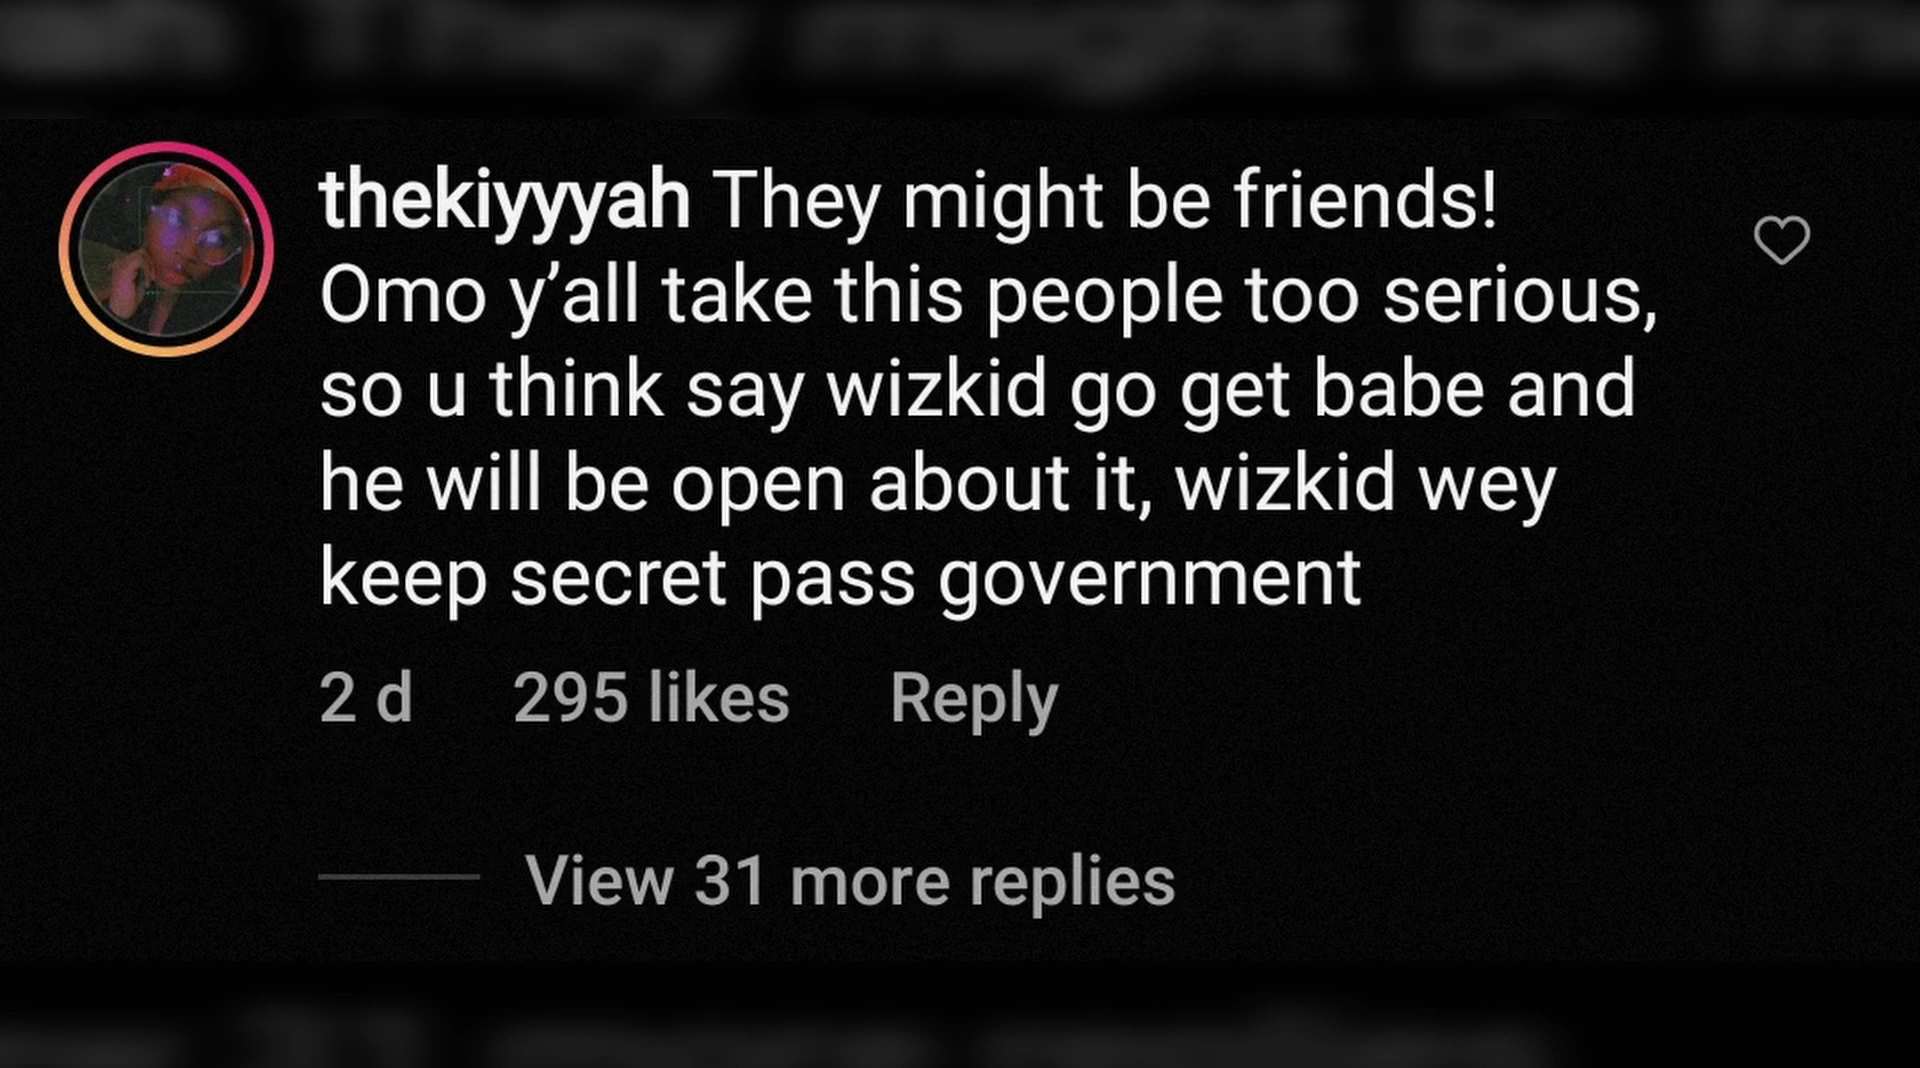 thekiyyyah They might be friends!
Omo y’all take this people too serious,
so u think say wizkid go get babe and
he will be open about it, wizkid wey
keep secret pass government
2 d 295 likes Reply
View 31 more replies